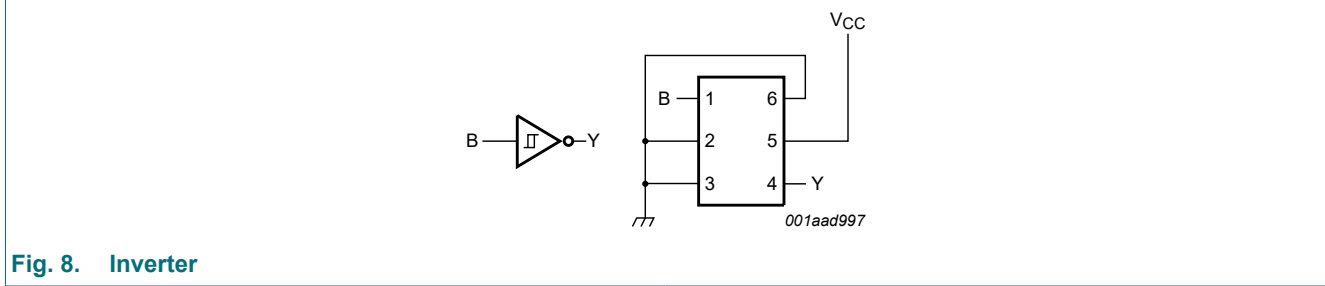 VCC
B 1 6
B Y
2 5
3 4 Y
001aad997
Fig. 8. Inverter